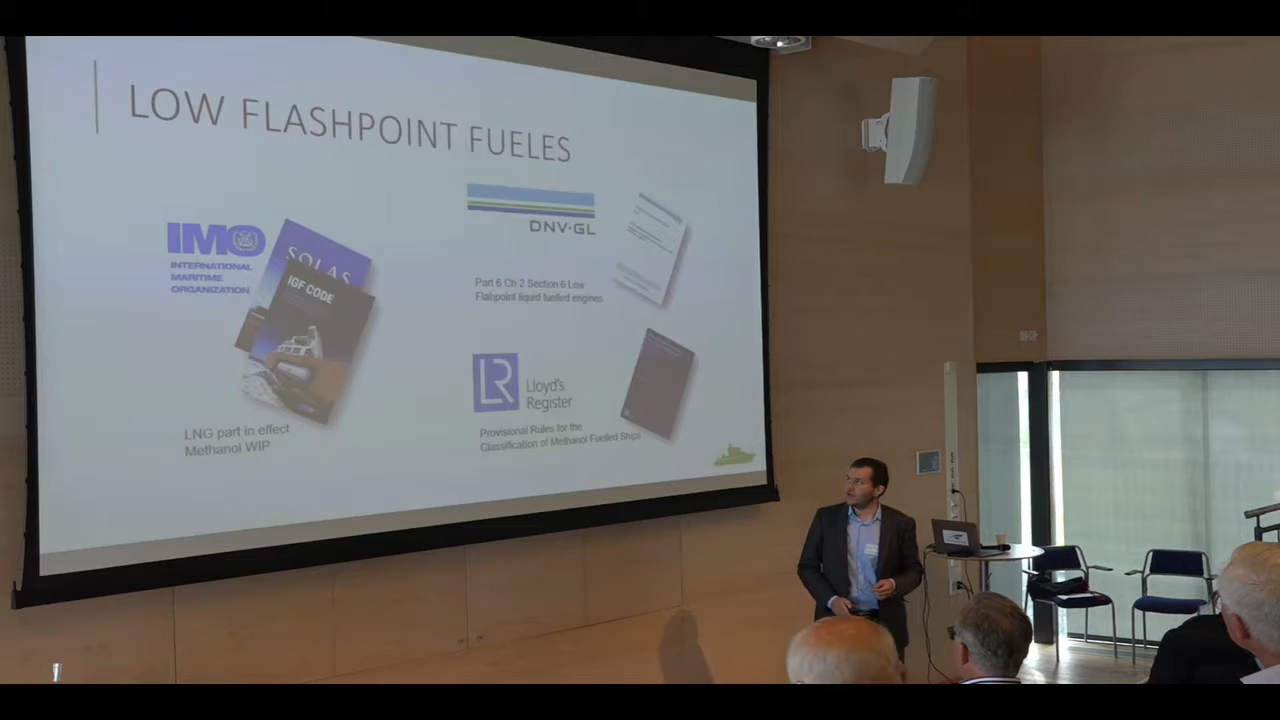 LOW FLASHPOINT FUELES
IMO
INTERNATIONAL
MARITIME
ORGANIZATION
SOLAS
IGF CODE
LNG part in effect
Methanol WIP
DNV·GL
Part 6 Ch 2 Section 6 Low
Flahpoint liquid fuelled engines
LR
Lloyd's
Register
Provisional Rules for the
Classification of Methanol Fuelled Ships